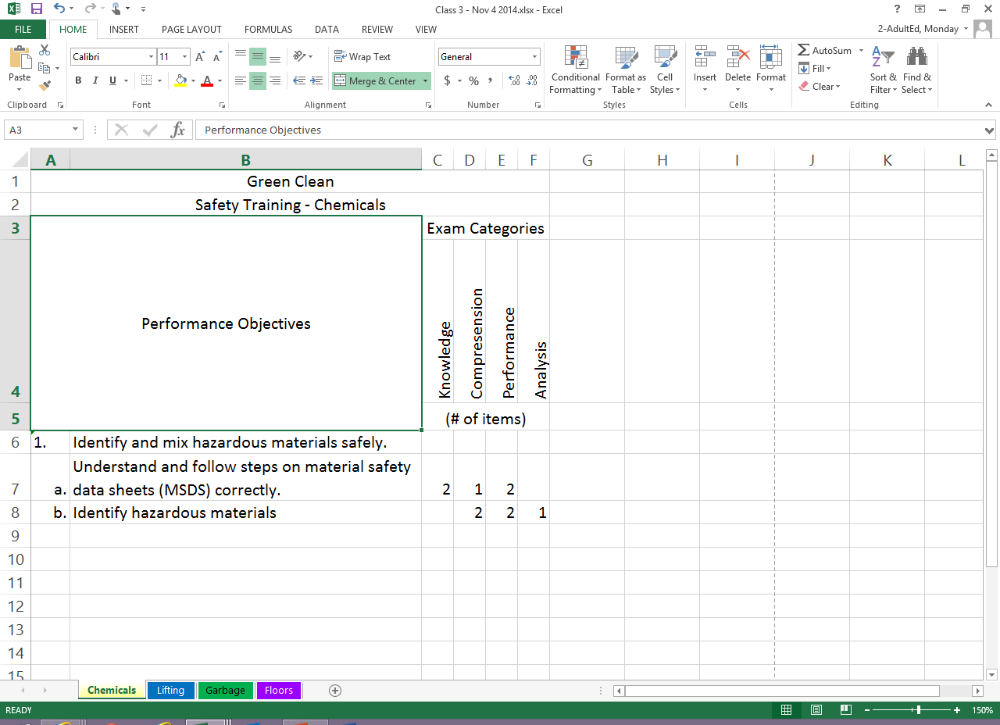 Class 3 - Nov 4 2014.xlsx - Excel
FILE HOME INSERT PAGE LAYOUT FORMULAS DATA REVIEW VIEW 2-AdultEd, Monday
Paste
Clipboard
Calibri 11
B I U
Font
Wrap Text
Merge & Center
Alignment
General
$ % ,
Number
Conditional Formatting
Format as Table
Cell Styles
Styles
Insert Delete Format
Cells
AutoSum
Fill
Clear
Sort & Filter
Find & Select
Editing
A3 fx Performance Objectives
A B C D E F G H I J K L
1 Green Clean
2 Safety Training - Chemicals
3 Performance Objectives Exam Categories
4 Knowledge Compresension Performance Analysis
5 (# of items)
6 1. Identify and mix hazardous materials safely.
Understand and follow steps on material safety
7 a. data sheets (MSDS) correctly. 2 1 2
8 b. Identify hazardous materials 2 2 1
9
10
11
12
13
14
15
Chemicals Lifting Garbage Floors
READY 150%